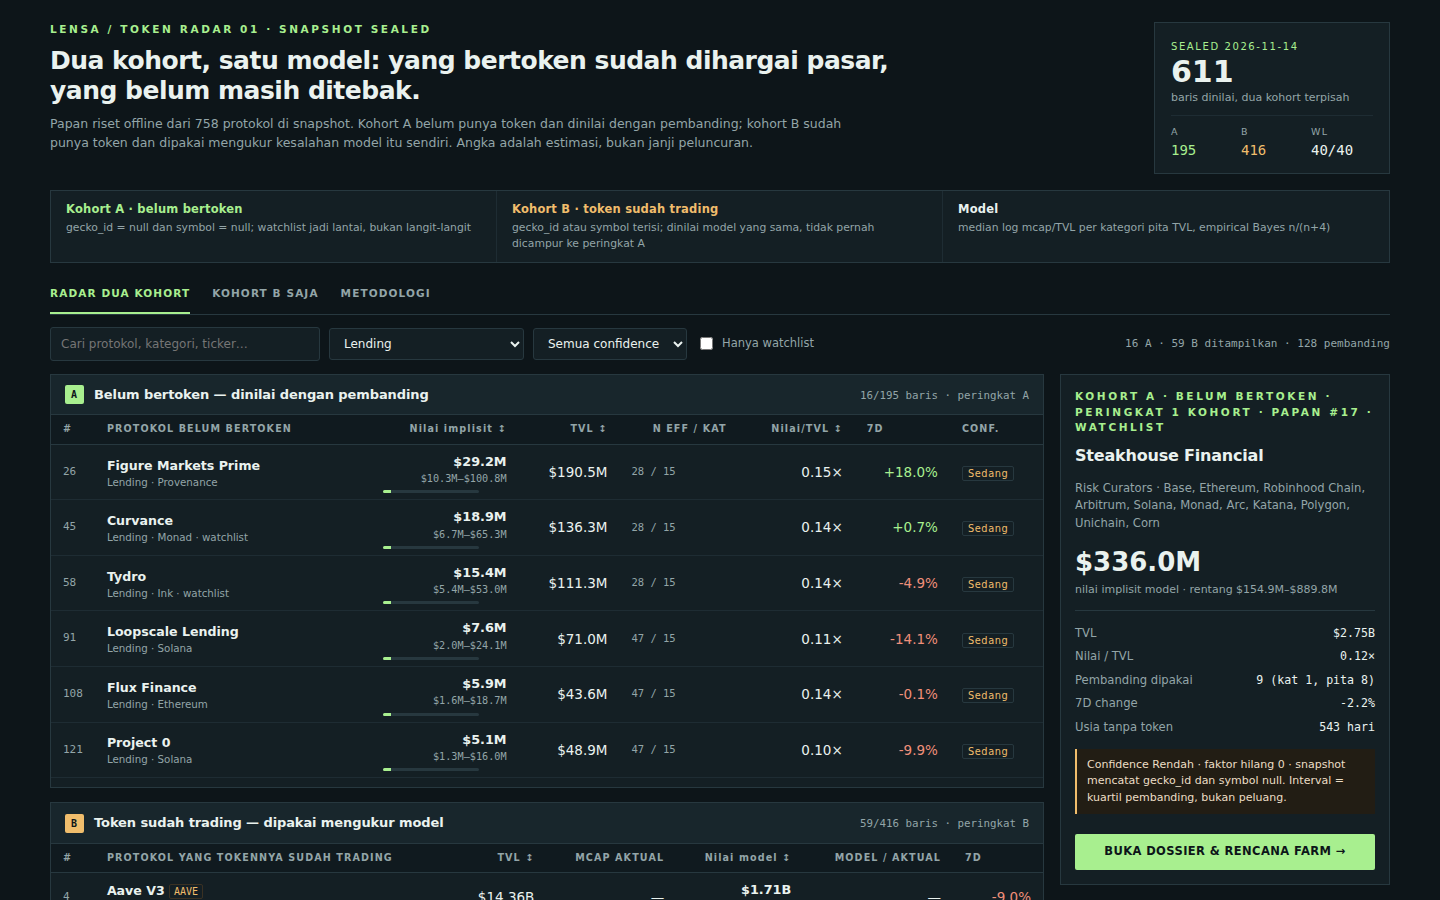 LENSA / TOKEN RADAR 01 · SNAPSHOT SEALED
Dua kohort, satu model: yang bertoken sudah dihargai pasar,
yang belum masih ditebak.
Papan riset offline dari 758 protokol di snapshot. Kohort A belum punya token dan dinilai dengan pembanding; kohort B sudah
punya token dan dipakai mengukur kesalahan model itu sendiri. Angka adalah estimasi, bukan janji peluncuran.
SEALED 2026-11-14
611
baris dinilai, dua kohort terpisah
A B WL
195 416 40/40
Kohort A · belum bertoken
gecko_id = null dan symbol = null; watchlist jadi lantai, bukan langit-langit
Kohort B · token sudah trading
gecko_id atau symbol terisi; dinilai model yang sama, tidak pernah
dicampur ke peringkat A
Model
median log mcap/TVL per kategori pita TVL, empirical Bayes n/(n+4)
RADAR DUA KOHORT KOHORT B SAJA METODOLOGI
Cari protokol, kategori, ticker... Lending Semua confidence Hanya watchlist 16 A · 59 B ditampilkan · 128 pembanding
A Belum bertoken — dinilai dengan pembanding 16/195 baris · peringkat A
# PROTOKOL BELUM BERTOKEN Nilai implisit ↕ TVL ↕ N EFF / KAT Nilai/TVL ↕ 7D CONF.
26 Figure Markets Prime $29.2M $190.5M 28 / 15 0.15× +18.0% Sedang
Lending · Provenance $10.3M–$100.8M
45 Curvance $18.9M $136.3M 28 / 15 0.14× +0.7% Sedang
Lending · Monad · watchlist $6.7M–$65.3M
58 Tydro $15.4M $111.3M 28 / 15 0.14× -4.9% Sedang
Lending · Ink · watchlist $5.4M–$53.0M
91 Loopscale Lending $7.6M $71.0M 47 / 15 0.11× -14.1% Sedang
Lending · Solana $2.0M–$24.1M
108 Flux Finance $5.9M $43.6M 47 / 15 0.14× -0.1% Sedang
Lending · Ethereum $1.6M–$18.7M
121 Project 0 $5.1M $48.9M 47 / 15 0.10× -9.9% Sedang
Lending · Solana $1.3M–$16.0M
B Token sudah trading — dipakai mengukur model 59/416 baris · peringkat B
# PROTOKOL YANG TOKENNYA SUDAH TRADING TVL ↕ MCAP AKTUAL Nilai model ↕ MODEL / AKTUAL 7D
4 Aave V3 AAVE $14.36B — $1.71B — -9.0%
KOHORT A · BELUM BERTOKEN ·
PERINGKAT 1 KOHORT · PAPAN #17 ·
WATCHLIST
Steakhouse Financial
Risk Curators · Base, Ethereum, Robinhood Chain,
Arbitrum, Solana, Monad, Arc, Katana, Polygon,
Unichain, Corn
$336.0M
nilai implisit model · rentang $154.9M–$889.8M
TVL $2.75B
Nilai / TVL 0.12×
Pembanding dipakai 9 (kat 1, pita 8)
7D change -2.2%
Usia tanpa token 543 hari
Confidence Rendah · faktor hilang 0 · snapshot
mencatat gecko_id dan symbol null. Interval =
kuartil pembanding, bukan peluang.
BUKA DOSSIER & RENCANA FARM →